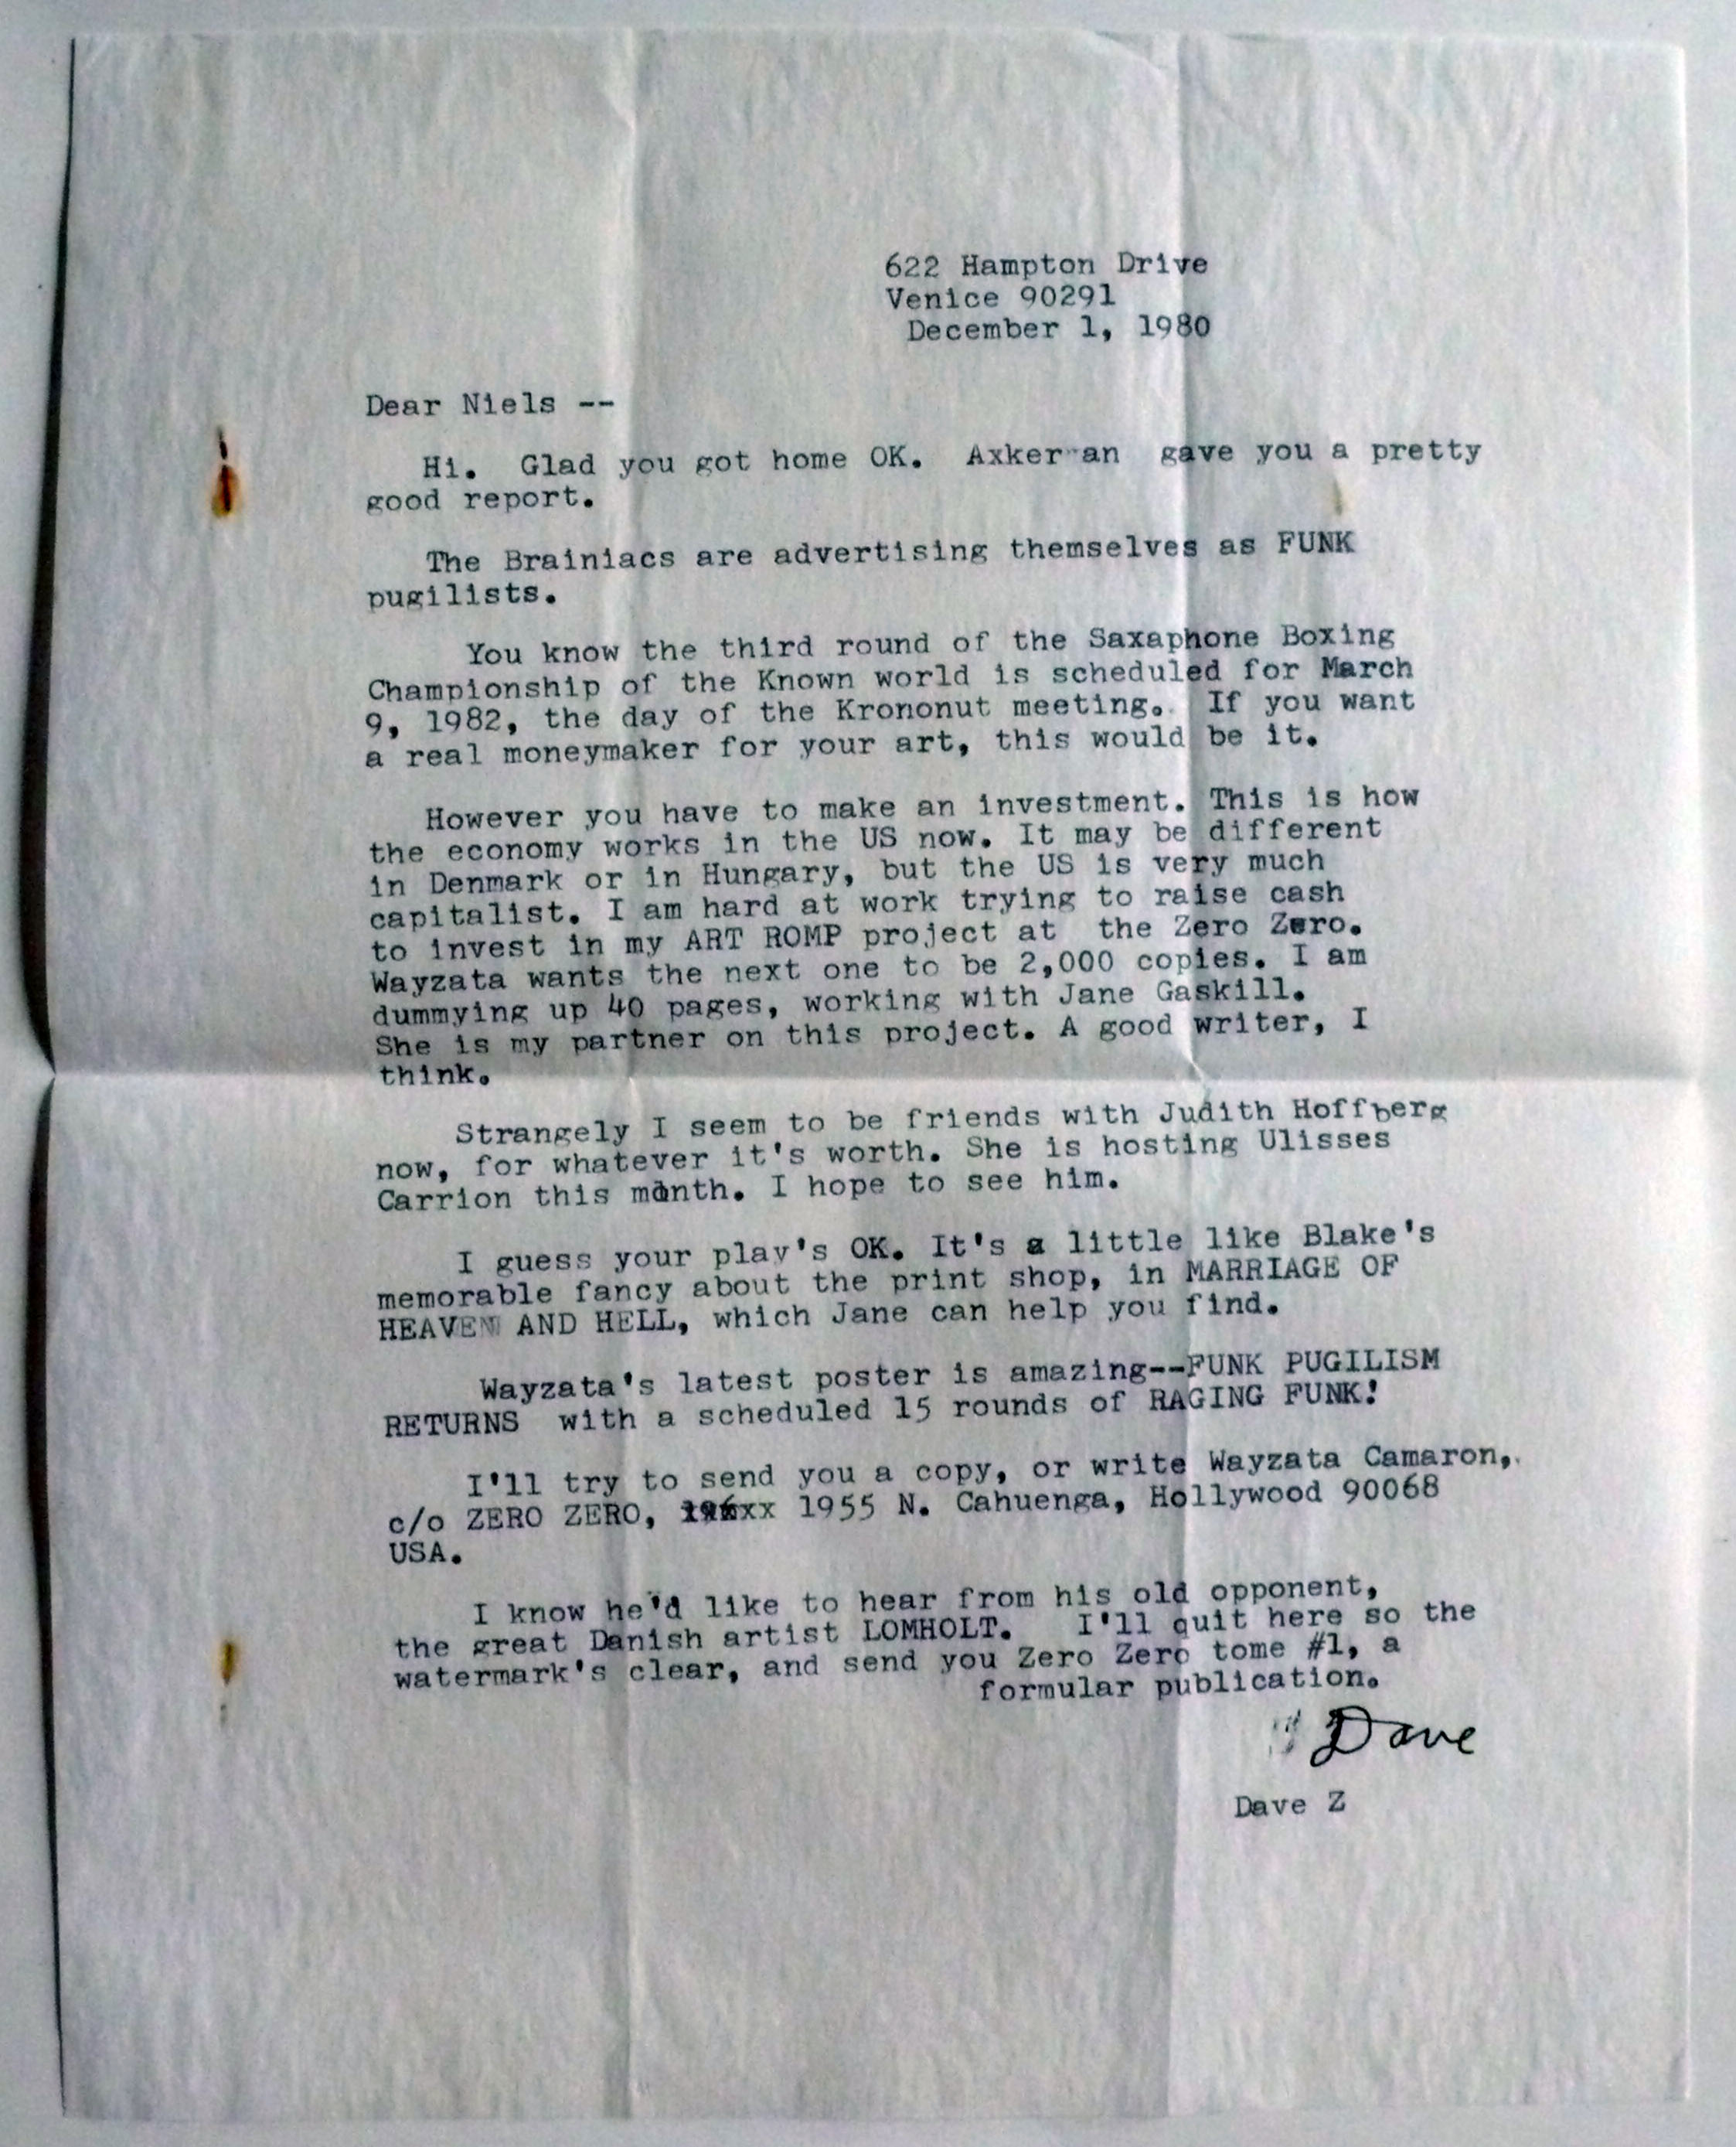 622 Hampton Drive
Venice 90291
December 1, 1980
Dear Niels --
Hi.  Glad you got home OK.  Axker an  gave you a pretty
good report.
The Brainiacs are advertising themselves as FUNK
pugilists.
You know the third round of the Saxaphone Boxing
Championship of the Known world is scheduled for March
9, 1982, the day of the Krononut meeting.  If you want
a real moneymaker for your art, this would be it.
However you have to make an investment. This is how
the economy works in the US now. It may be different
in Denmark or in Hungary, but the US is very much
capitalist. I am hard at work trying to raise cash
to invest in my ART ROMP project at  the Zero Zero.
Wayzata wants the next one to be 2,000 copies. I am
dummying up 40 pages, working with Jane Gaskill.
She is my partner on this project. A good writer, I
think.
Strangely I seem to be friends with Judith Hoffberg
now, for whatever it's worth. She is hosting Ulisses
Carrion this month. I hope to see him.
I guess your play's OK. It's a little like Blake's
memorable fancy about the print shop, in MARRIAGE OF
HEAVEN AND HELL, which Jane can help you find.
Wayzata's latest poster is amazing--FUNK PUGILISM
RETURNS  with a scheduled 15 rounds of RAGING FUNK!
I'll try to send you a copy, or write Wayzata Camaron,
c/o ZERO ZERO, 1955 N. Cahuenga, Hollywood 90068
USA.
I know he'd like to hear from his old opponent,
the great Danish artist LOMHOLT.   I'll quit here so the
watermark's clear, and send you Zero Zero tome #1, a
formular publication.
Dave
Dave Z